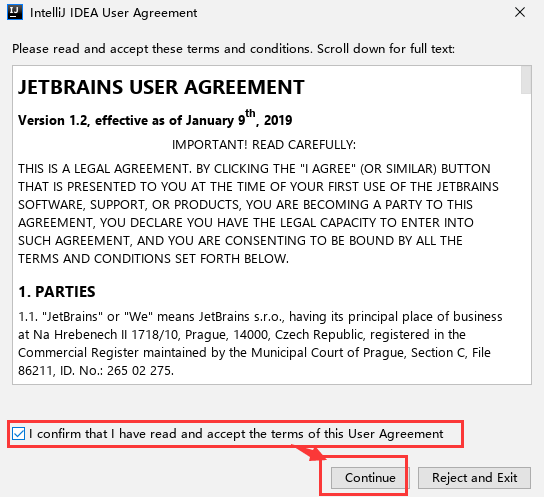 IntelliJ IDEA User Agreement
Please read and accept these terms and conditions. Scroll down for full text:
JETBRAINS USER AGREEMENT
Version 1.2, effective as of January 9th, 2019
IMPORTANT! READ CAREFULLY:
THIS IS A LEGAL AGREEMENT. BY CLICKING THE "I AGREE" (OR SIMILAR) BUTTON
THAT IS PRESENTED TO YOU AT THE TIME OF YOUR FIRST USE OF THE JETBRAINS
SOFTWARE, SUPPORT, OR PRODUCTS, YOU ARE BECOMING A PARTY TO THIS
AGREEMENT, YOU DECLARE YOU HAVE THE LEGAL CAPACITY TO ENTER INTO
SUCH AGREEMENT, AND YOU ARE CONSENTING TO BE BOUND BY ALL THE
TERMS AND CONDITIONS SET FORTH BELOW.
1. PARTIES
1.1. "JetBrains" or "We" means JetBrains s.r.o., having its principal place of business
at Na Hrebenech II 1718/10, Prague, 14000, Czech Republic, registered in the
Commercial Register maintained by the Municipal Court of Prague, Section C, File
86211, ID. No.: 265 02 275.
I confirm that I have read and accept the terms of this User Agreement
Continue
Reject and Exit